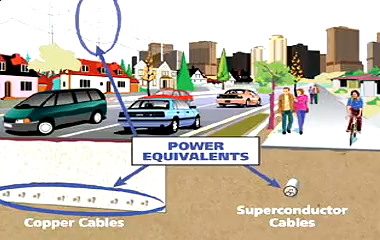 POWER
EQUIVALENTS
Copper Cables
Superconductor
Cables